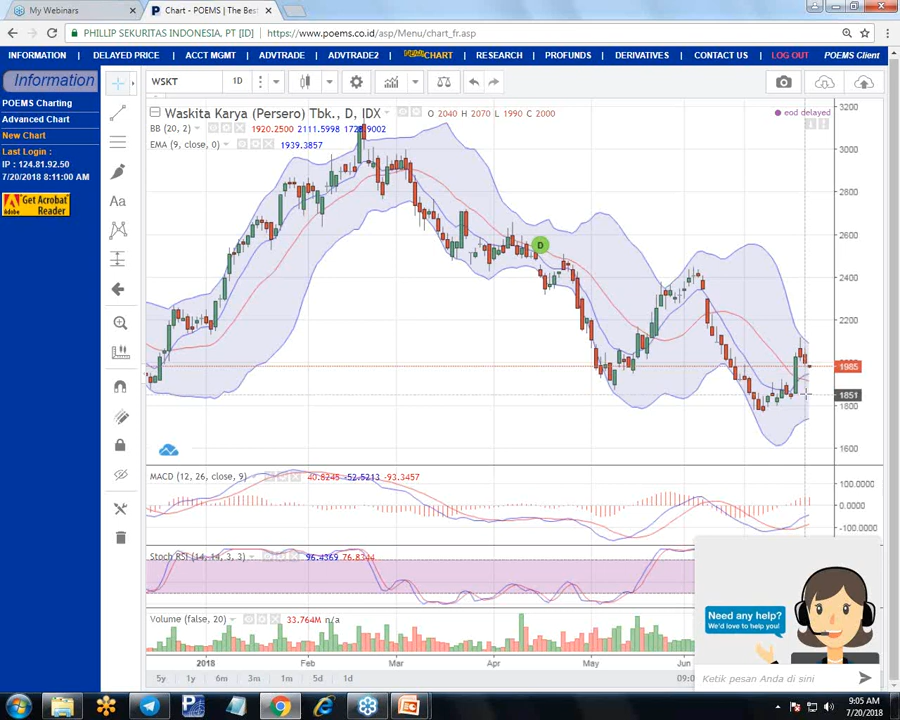 My Webinars
Chart - POEMS | The Bes
PHILLIP SEKURITAS INDONESIA. PT [ID]
https://www.poems.co.id/asp/Menu/chart_fr.asp
INFORMATION DELAYED PRICE ACCT MGMT ADVTRADE ADVTRADE2 CHART RESEARCH PROFUNDS DERIVATIVES CONTACT US LOG OUT POEMS Client
Information
POEMS Charting
Advanced Chart
New Chart
Last Login :
IP : 124.81.92.50
7/20/2018 8:11:00 AM
Get Acrobat
Reader
Adobe
WSKT 1D
Waskita Karya (Persero) Tbk., D, IDX O 2040 H 2070 L 1990 C 2000
eod delayed
BB (20, 2) 1920.2500 2111.5998 1728.9002
EMA (9, close, 0) 1939.3857
Aa
D
3200
3000
2800
2600
2400
2200
1985
1851
1800
1600
MACD (12, 26, close, 9) 40.8245 -52.5213 -93.3457
100.0000
0.0000
-100.0000
Stoch RSI (14, 14, 3, 3) 96.4369 76.8344
Volume (false, 20) 33.764M n/a
2018 Feb Mar Apr May Jun
5y 1y 6m 3m 1m 5d 1d
09:0
Need any help?
We'd love to help you!
Ketik pesan Anda di sini
9:05 AM
7/20/2018